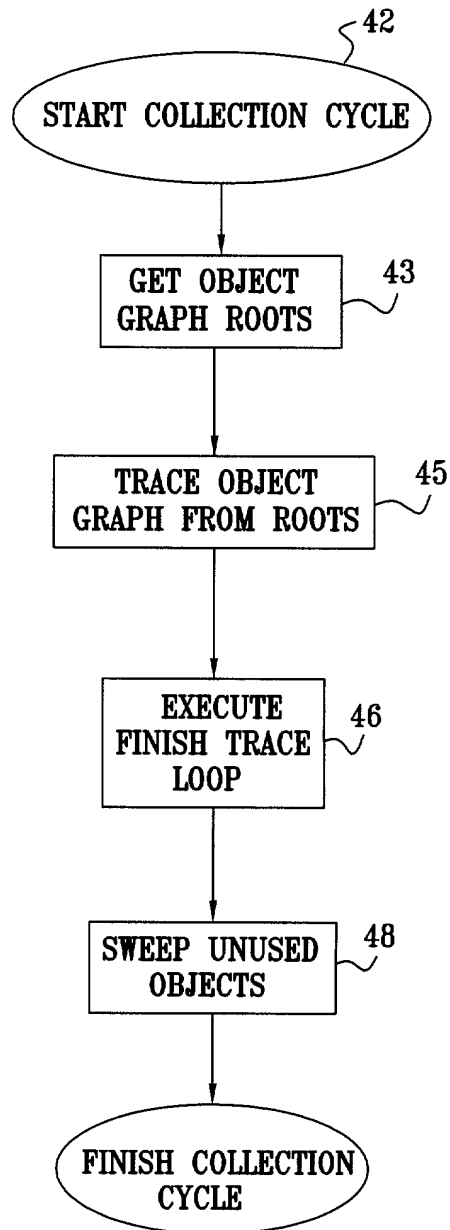 42
START COLLECTION CYCLE
GET OBJECT
GRAPH ROOTS
43
TRACE OBJECT
GRAPH FROM ROOTS
45
EXECUTE
FINISH TRACE
LOOP
46
SWEEP UNUSED
OBJECTS
48
FINISH COLLECTION
CYCLE